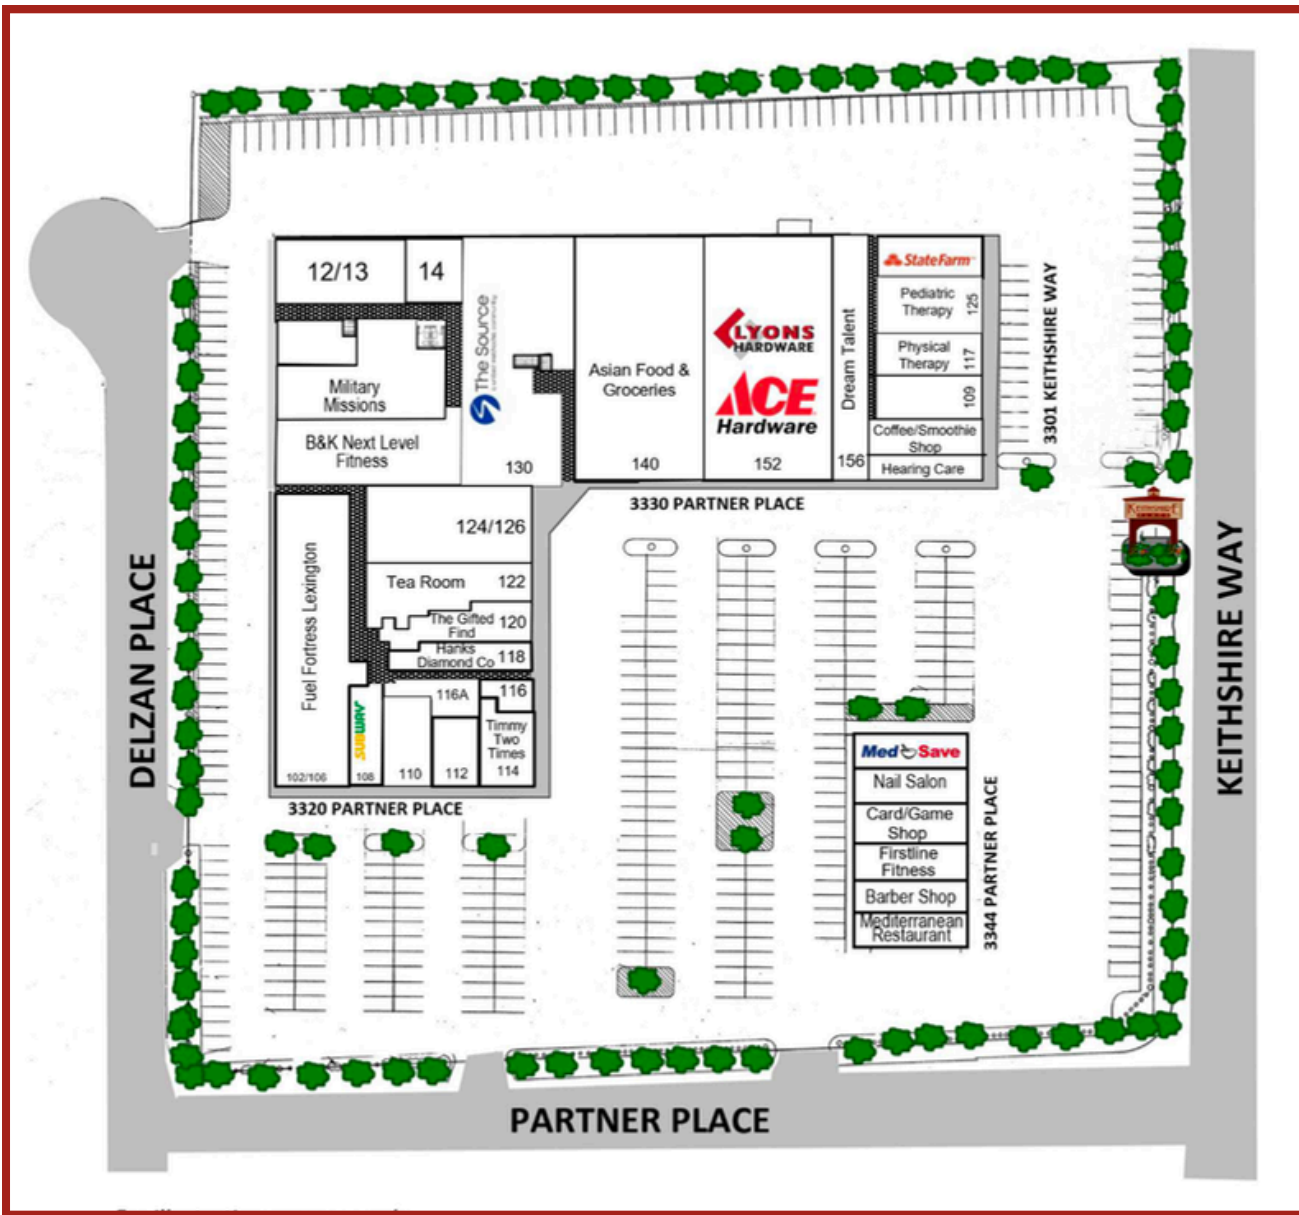 12/13
14
The Source
Military
Missions
B&K Next Level
Fitness
130
Asian Food &
Groceries
140
LYONS
HARDWARE
ACE
Hardware
152
Dream Talent
156
StateFarm
Pediatric
Therapy
125
Physical
Therapy
117
109
Coffee/Smoothie
Shop
Hearing Care
3301 KEITHSHIRE WAY
3330 PARTNER PLACE
KEITHSHIRE
124/126
Tea Room 122
The Gifted
Find
120
Hanks
Diamond Co
118
Fuel Fortress Lexington
102/106
SUBWAY
108
110
116A
112
116
Timmy
Two
Times
114
3320 PARTNER PLACE
Med Save
Nail Salon
Card/Game
Shop
Firstline
Fitness
Barber Shop
Mediterranean
Restaurant
3344 PARTNER PLACE
DELZAN PLACE
KEITHSHIRE WAY
PARTNER PLACE